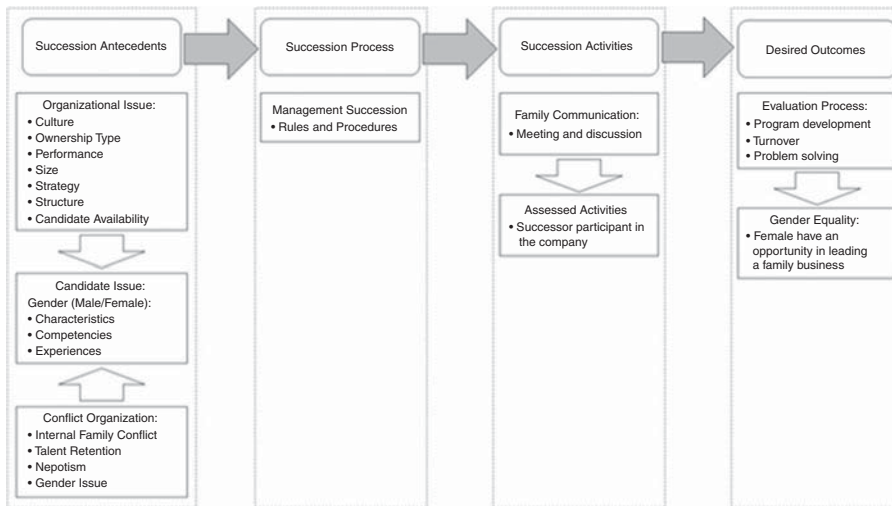 Succession Antecedents
Succession Process
Succession Activities
Desired Outcomes
Organizational Issue:
• Culture
• Ownership Type
• Performance
• Size
• Strategy
• Structure
• Candidate Availability
Candidate Issue:
Gender (Male/Female):
• Characteristics
• Competencies
• Experiences
Conflict Organization:
• Internal Family Conflict
• Talent Retention
• Nepotism
• Gender Issue
Management Succession
• Rules and Procedures
Family Communication:
• Meeting and discussion
Assessed Activities
• Successor participant in
the company
Evaluation Process:
• Program development
• Turnover
• Problem solving
Gender Equality:
• Female have an
opportunity in leading
a family business